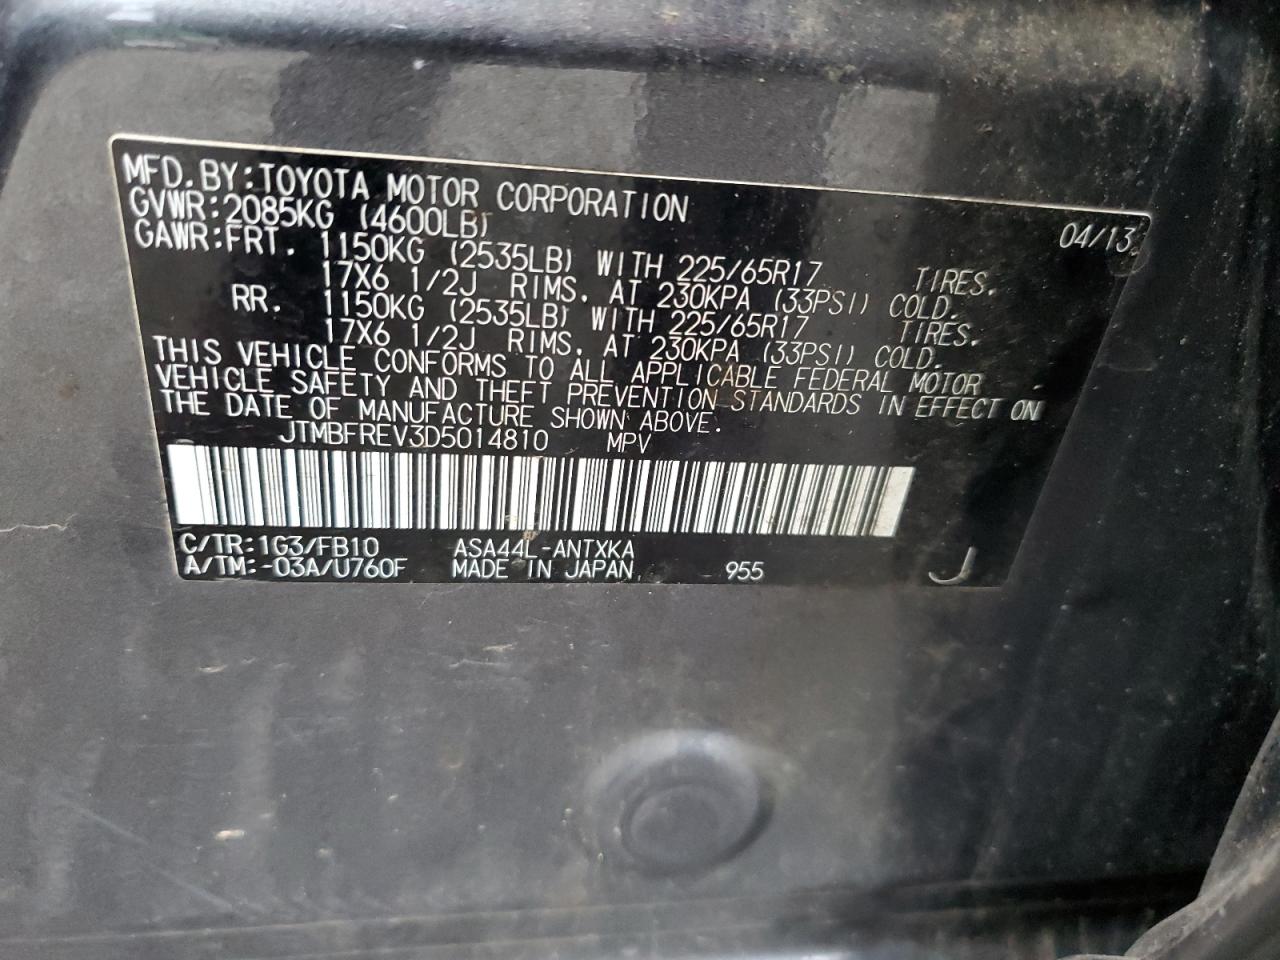 MFD. BY: TOYOTA MOTOR CORPORATION 04/13
GVWR: 2085KG (4600LB)
GAWR: FRT. 1150KG (2535LB) WITH 225/65R17 TIRES.
17X6 1/2J RIMS, AT 230KPA (33PSI) COLD.
RR. 1150KG (2535LB) WITH 225/65R17 TIRES.
17X6 1/2J RIMS, AT 230KPA (33PSI) COLD.
THIS VEHICLE CONFORMS TO ALL APPLICABLE FEDERAL MOTOR
VEHICLE SAFETY AND THEFT PREVENTION STANDARDS IN EFFECT ON
THE DATE OF MANUFACTURE SHOWN ABOVE.
JTMBFREV3D5014810 MPV
C/TR: 1G3/FB10 ASA44L-ANTXKA
A/TM: -03A/U760F MADE IN JAPAN 955 J